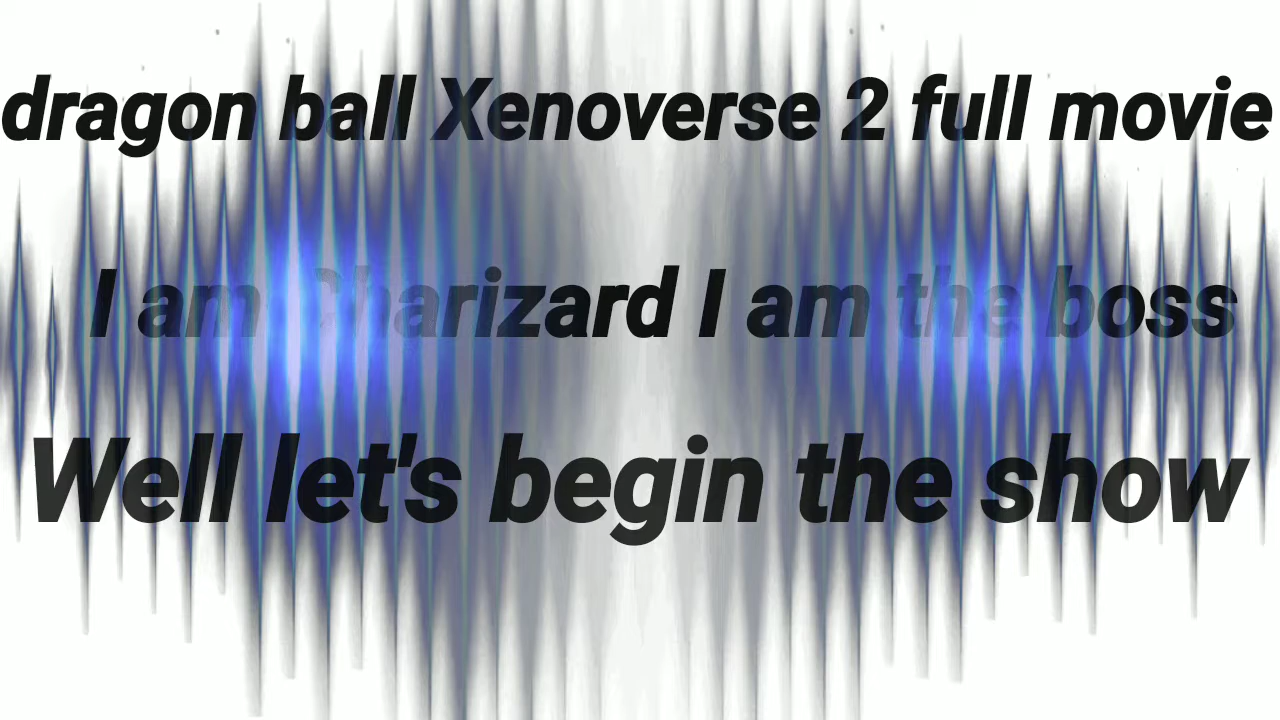 dragon ball Xenoverse 2 full movie
I am Charizard I am the boss
Well let's begin the show